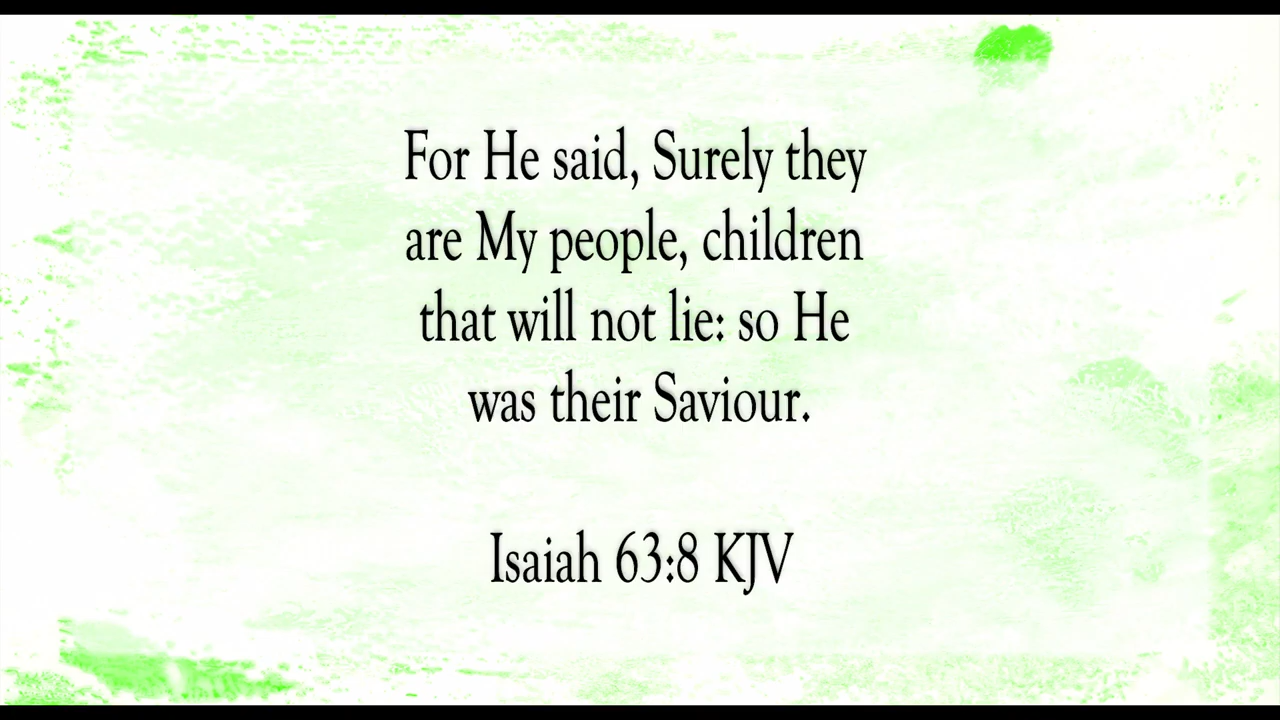 For He said, Surely they
are My people, children
that will not lie: so He
was their Saviour.
Isaiah 63:8 KJV